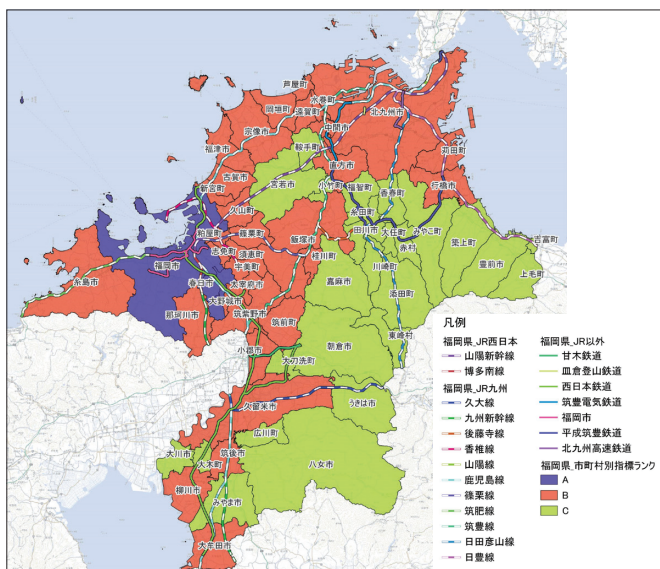 芦屋町
水巻町
岡垣町
遠賀町
北九州市
宗像市
中間市
鞍手町
苅田町
福津市
直方市
古賀市
宮若市
小竹町
福智町
香春町
行橋市
新宮町
久山町
糸田町
粕屋町
篠栗町
飯塚市
田川市
大任町
みやこ町
吉富町
志免町
須恵町
桂川町
赤村
築上町
福岡市
宇美町
川崎町
豊前市
糸島市
春日市
太宰府市
嘉麻市
上毛町
大野城市
添田町
那珂川市
筑紫野市
筑前町
東峰村
小郡市
朝倉市
大刀洗町
久留米市
うきは市
広川町
大川市
筑後市
大木町
八女市
柳川市
みやま市
大牟田市
凡例
福岡県_JR西日本
山陽新幹線
博多南線
福岡県_JR九州
久大線
九州新幹線
後藤寺線
香椎線
山陽線
鹿児島線
篠栗線
筑肥線
筑豊線
日田彦山線
日豊線
福岡県_JR以外
甘木鉄道
皿倉登山鉄道
西日本鉄道
筑豊電気鉄道
福岡市
平成筑豊鉄道
北九州高速鉄道
福岡県_市町村別指標ランク
A
B
C